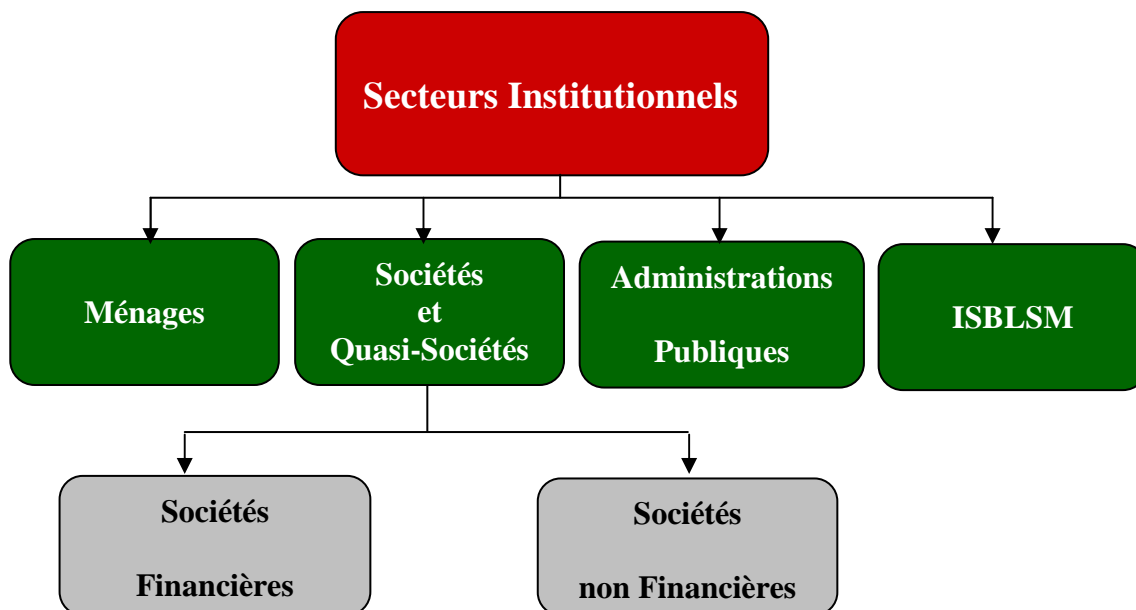 Secteurs Institutionnels
Ménages
Sociétés
et
Quasi-Sociétés
Administrations
Publiques
ISBLSM
Sociétés
Financières
Sociétés
non Financières